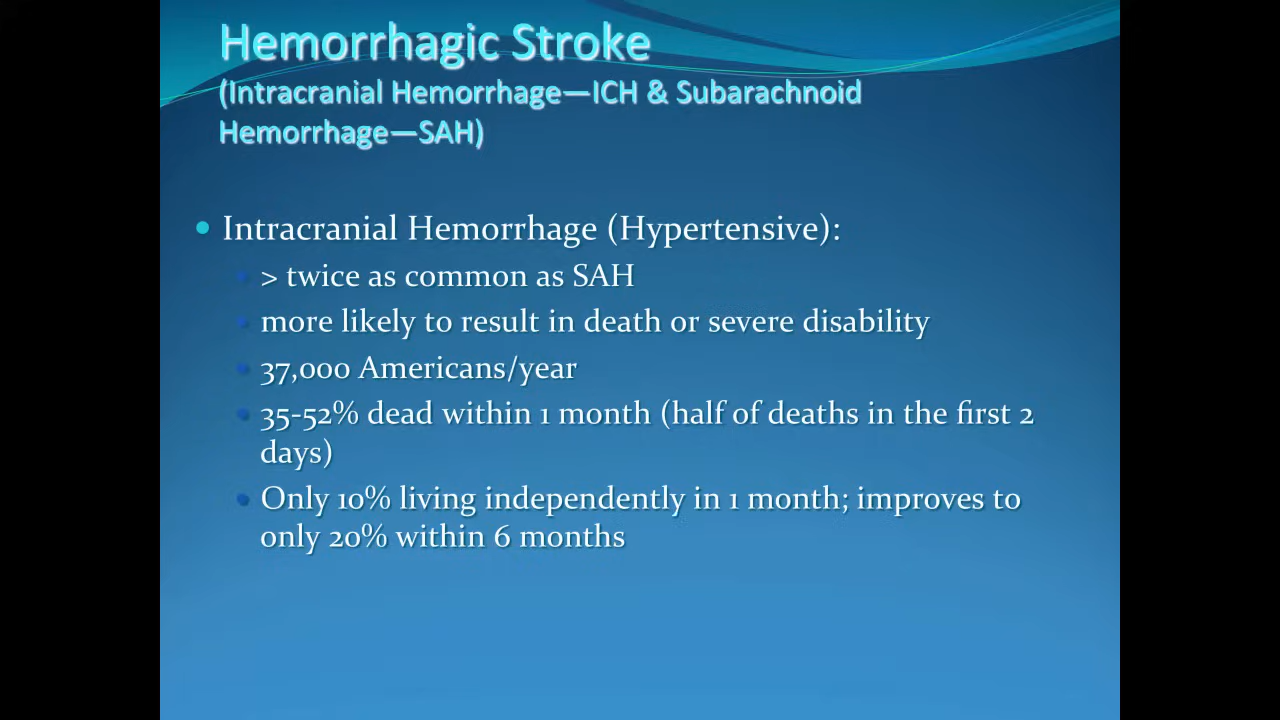 Hemorrhagic Stroke
(Intracranial Hemorrhage—ICH & Subarachnoid
Hemorrhage—SAH)
• Intracranial Hemorrhage (Hypertensive):
• > twice as common as SAH
• more likely to result in death or severe disability
• 37,000 Americans/year
• 35-52% dead within 1 month (half of deaths in the first 2
days)
• Only 10% living independently in 1 month; improves to
only 20% within 6 months